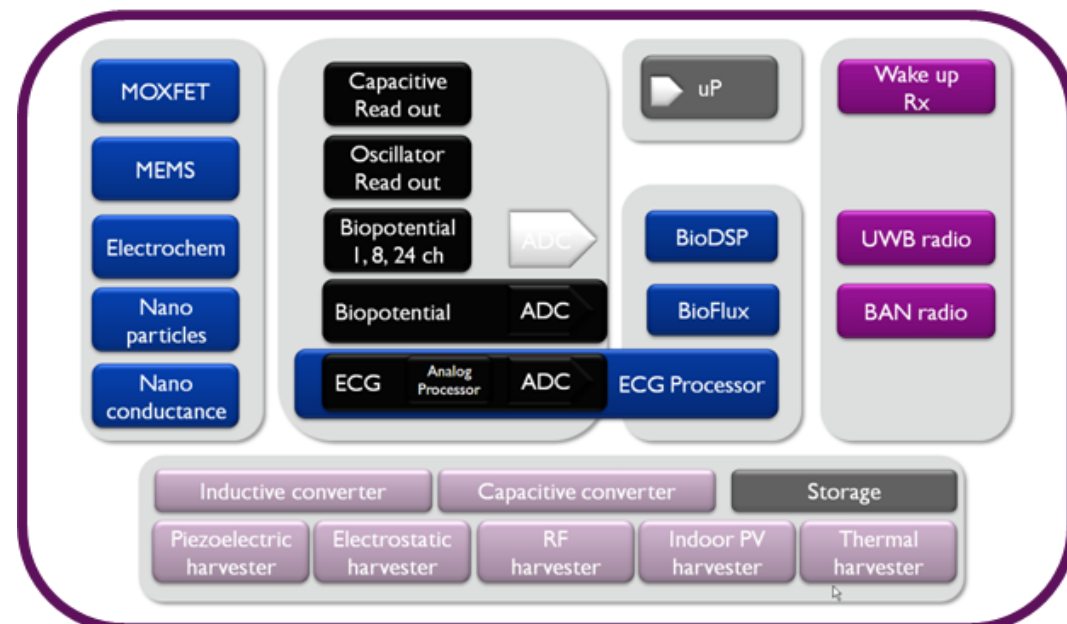 MOXFET
MEMS
Electrochem
Nano
particles
Nano
conductance
Capacitive
Read out
Oscillator
Read out
Biopotential
1, 8, 24 ch
ADC
Biopotential
ADC
ECG
Analog
Processor
ADC
ECG Processor
uP
BioDSP
BioFlux
Wake up
Rx
UWB radio
BAN radio
Inductive converter
Capacitive converter
Storage
Piezoelectric
harvester
Electrostatic
harvester
RF
harvester
Indoor PV
harvester
Thermal
harvester